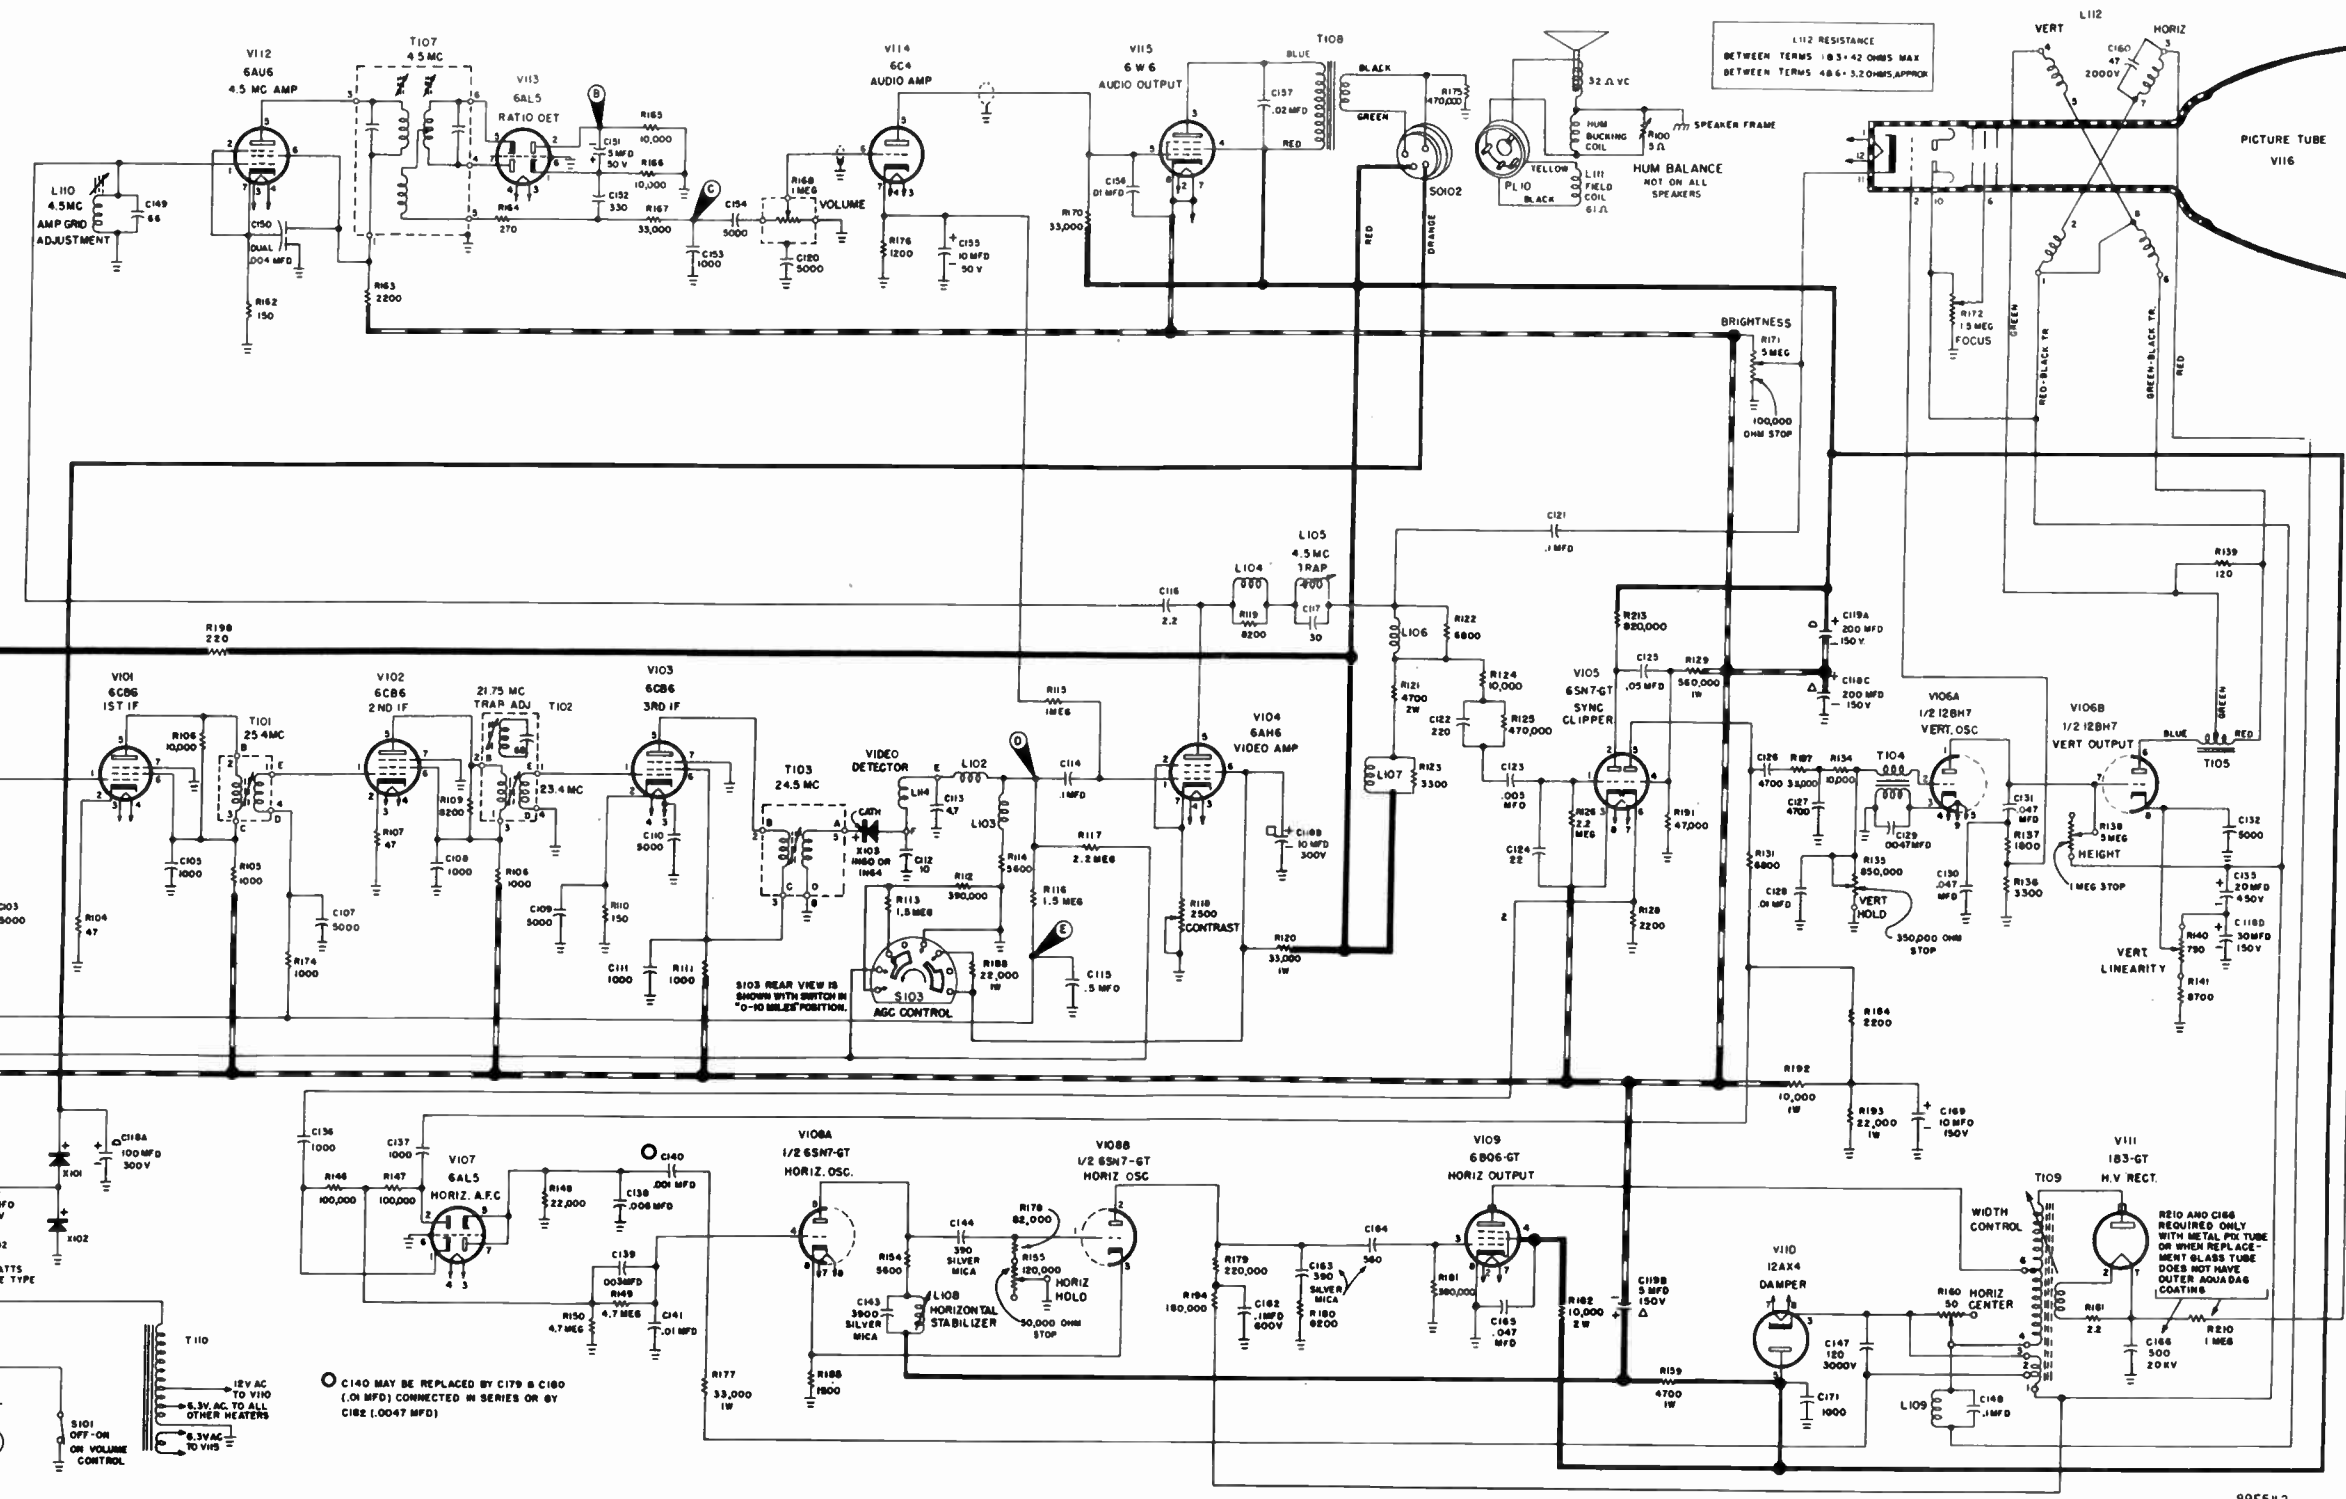 V112
6AU6
4.5 MC AMP
T107
4.5 MC
V113
6AL5
RATIO DET
B
C151
5 MFD
50 V
R165
10,000
R166
10,000
C152
330
R164
270
R167
33,000
C
C153
1000
C154
5000
R168
1 MEG
VOLUME
C120
5000
L110
4.5MC
AMP GRID
ADJUSTMENT
C149
66
C150
DUAL
.004 MFD
R162
150
R163
2200
V114
6C4
AUDIO AMP
R176
1200
C155
10 MFD
50 V
V115
6W6
AUDIO OUTPUT
C156
.01 MFD
R170
33,000
C157
.02 MFD
T108
BLUE
RED
BLACK
GREEN
R175
470,000
SO102
RED
ORANGE
PL10
YELLOW
BLACK
32 Ω VC
HUM
BUCKING
COIL
R100
5 Ω
SPEAKER FRAME
HUM BALANCE
NOT ON ALL
SPEAKERS
L111
FIELD
COIL
61Ω
L112 RESISTANCE
BETWEEN TERMS 1&3=42 OHMS MAX
BETWEEN TERMS 4&6=3.2 OHMS, APPROX
L112
VERT
HORIZ
C160
47
2000V
PICTURE TUBE
V116
R172
1.5 MEG
FOCUS
GREEN
RED-BLACK TR
GREEN-BLACK TR.
RED
BRIGHTNESS
R171
5 MEG
100,000
OHM STOP
C121
.1 MFD
L105
4.5 MC
TRAP
L104
C116
2.2
R119
8200
C117
30
R139
120
R198
220
L106
R122
6800
R213
820,000
C119A
200 MFD
150 V.
V101
6CB6
1ST IF
R106
10,000
T101
25.4MC
V102
6CB6
2ND IF
21.75 MC
TRAP ADJ
T102
68
23.4 MC
V103
6CB6
3RD IF
R109
8200
R107
47
C105
1000
R105
1000
C108
1000
R106
1000
C107
5000
R104
47
C103
5000
R174
1000
C109
5000
R110
150
C110
5000
C111
1000
R111
1000
T103
24.5 MC
VIDEO
DETECTOR
CATH
X103
IN60 OR
IN64
L114
C112
10
C113
4.7
L102
L103
D
R115
1MEG
C114
.1MFD
R114
5600
R117
2.2 MEG
R112
390,000
R113
1.5 MEG
R116
1.5 MEG
E
R188
22,000
1W
C115
.5 MFD
S103 REAR VIEW IS
SHOWN WITH SWITCH IN
"0-10 MILES" POSITION.
S103
AGC CONTROL
V104
6AH6
VIDEO AMP
C118B
10 MFD
300V
R118
2500
CONTRAST
R120
33,000
1W
R121
4700
2W
R124
10,000
C122
220
R125
470,000
L107
R123
3300
C123
.005
MFD
V105
6SN7-GT
SYNC
CLIPPER
C125
.05 MFD
R129
560,000
1W
C118C
200 MFD
150 V
R126
2.2
MEG
C124
22
R191
47,000
R128
2200
V106A
1/2 12BH7
VERT. OSC
C126
4700
R187
33,000
R134
10,000
C127
4700
T104
C129
.0047MFD
C128
.01 MFD
R135
850,000
VERT
HOLD
350,000 OHM
STOP
R131
6800
C130
.047
MFD
C131
.047
MFD
R137
1800
R136
3300
V106B
1/2 12BH7
VERT OUTPUT
GREEN
BLUE
RED
T105
R138
5 MEG
HEIGHT
1 MEG STOP
C132
5000
C135
20 MFD
450 V
C118D
30MFD
150 V
R140
750
VERT
LINEARITY
R141
8700
R184
2200
R192
10,000
1W
R193
22,000
1W
C169
10 MFD
150V
C118A
100 MFD
300 V
X101
X102
T110
12V AC
TO V110
6.3V. AC. TO ALL
OTHER HEATERS
6.3V AC
TO V115
S101
OFF-ON
ON VOLUME
CONTROL
C136
1000
C137
1000
R146
100,000
R147
100,000
V107
6AL5
HORIZ. A.F.C
R148
22,000
C138
.006 MFD
C140
.001 MFD
C139
.003MFD
R149
4.7 MEG
R150
4.7 MEG
C141
.01 MFD
C140 MAY BE REPLACED BY C179 & C180
(.01 MFD) CONNECTED IN SERIES OR BY
C182 (.0047 MFD)
V108A
1/2 6SN7-GT
HORIZ. OSC.
R154
5600
C144
390
SILVER
MICA
C143
3900
SILVER
MICA
L108
HORIZONTAL
STABILIZER
R177
33,000
1W
R185
1500
R178
82,000
R155
120,000
HORIZ
HOLD
50,000 OHM
STOP
V108B
1/2 6SN7-GT
HORIZ OSC
R179
220,000
R194
180,000
C162
.1MFD
600V
C163
390
SILVER
MICA
R180
8200
C164
560
V109
6BQ6-GT
HORIZ OUTPUT
C165
.047
MFD
R182
10,000
2W
C119B
5 MFD
150V
R159
4700
1W
V110
12AX4
DAMPER
C171
1000
C147
120
3000V
R160
50
HORIZ
CENTER
WIDTH
CONTROL
T109
L109
C148
.1MFD
V111
1B3-GT
H.V RECT.
R161
2.2
C166
500
20 KV
R210
1 MEG
R210 AND C166
REQUIRED ONLY
WITH METAL PIX TUBE
OR WHEN REPLACE-
MENT GLASS TUBE
DOES NOT HAVE
OUTER AQUADAG
COATING